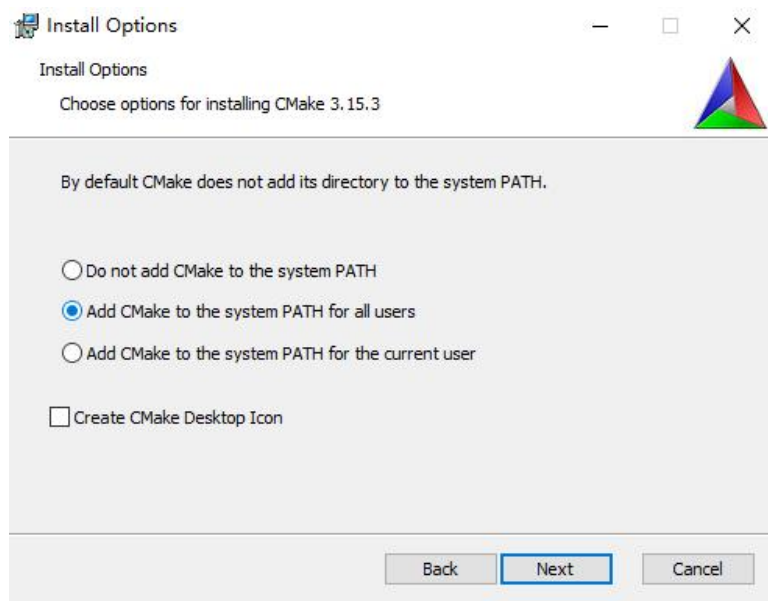 Install Options
Install Options
Choose options for installing CMake 3.15.3
By default CMake does not add its directory to the system PATH.
Do not add CMake to the system PATH
Add CMake to the system PATH for all users
Add CMake to the system PATH for the current user
Create CMake Desktop Icon
Back Next Cancel